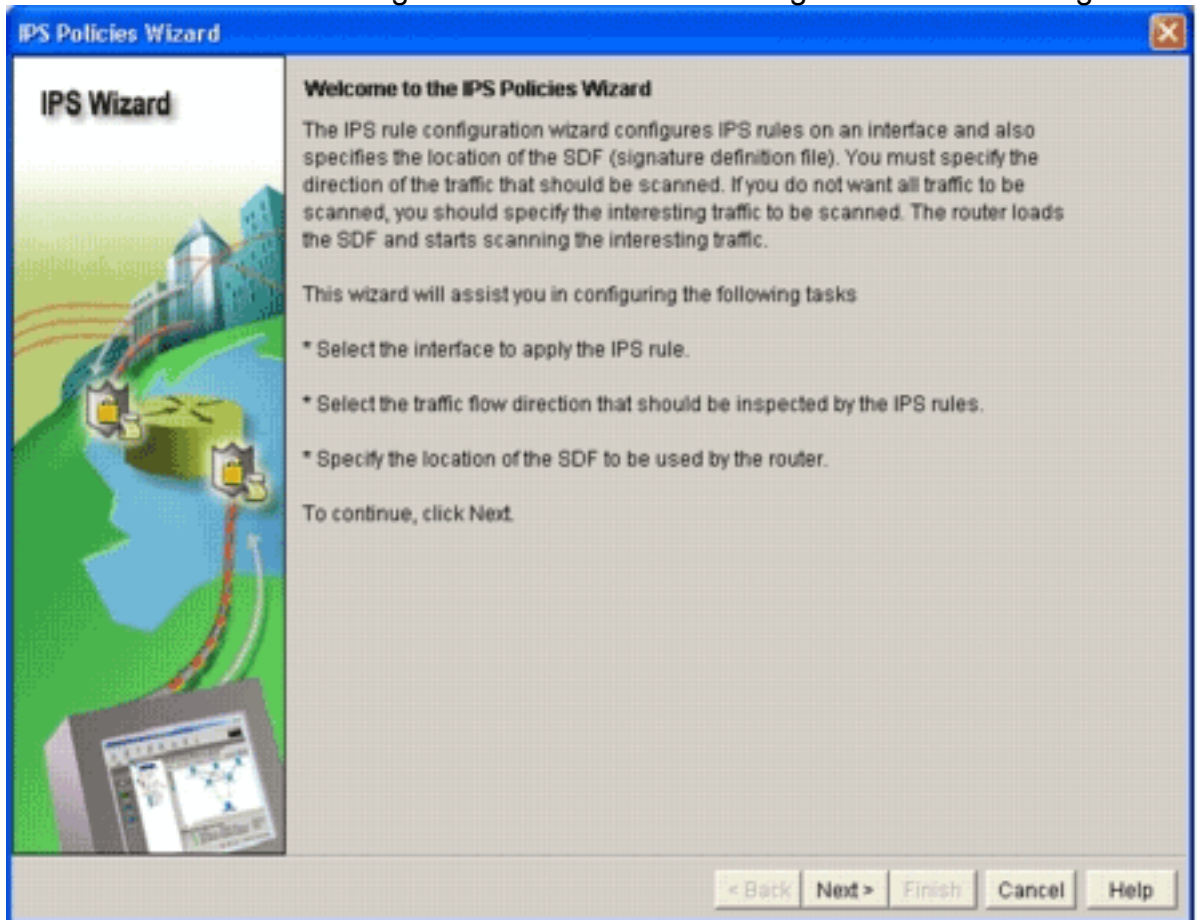 IPS Policies Wizard
IPS Wizard
Welcome to the IPS Policies Wizard
The IPS rule configuration wizard configures IPS rules on an interface and also
specifies the location of the SDF (signature definition file). You must specify the
direction of the traffic that should be scanned. If you do not want all traffic to be
scanned, you should specify the interesting traffic to be scanned. The router loads
the SDF and starts scanning the interesting traffic.
This wizard will assist you in configuring the following tasks
* Select the interface to apply the IPS rule.
* Select the traffic flow direction that should be inspected by the IPS rules.
* Specify the location of the SDF to be used by the router.
To continue, click Next.
< Back Next > Finish Cancel Help